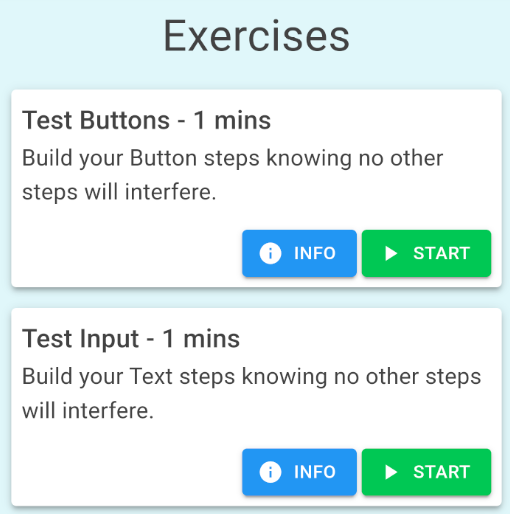 Exercises
Test Buttons - 1 mins
Build your Button steps knowing no other
steps will interfere.
INFO START
Test Input - 1 mins
Build your Text steps knowing no other steps
will interfere.
INFO START